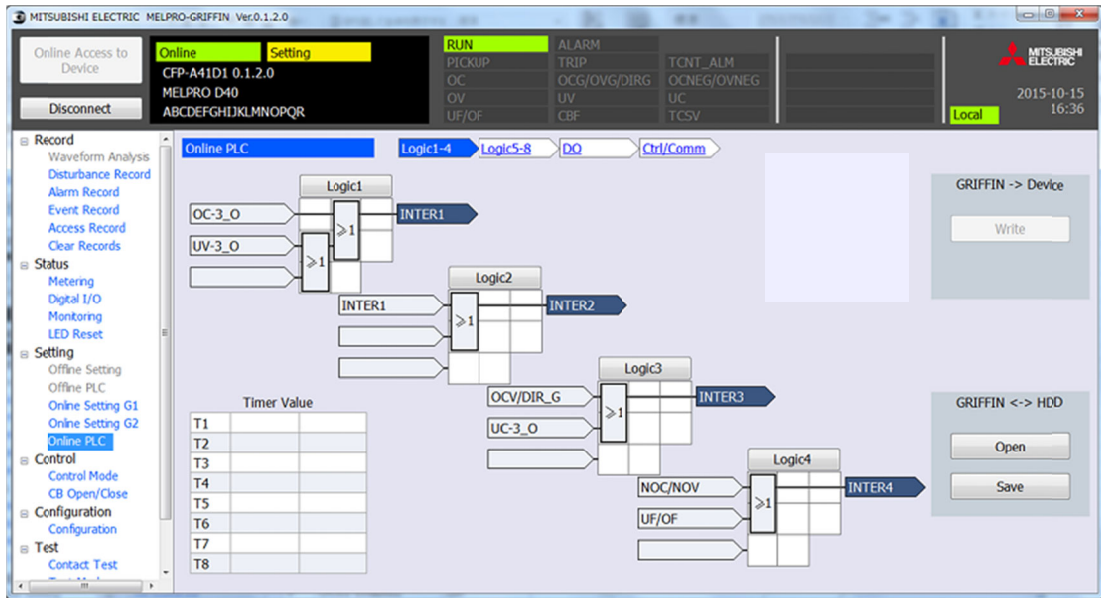 MITSUBISHI ELECTRIC MELPRO-GRIFFIN Ver.0.1.2.0
Online Access to Device
Disconnect
Online Setting
CFP-A41D1 0.1.2.0
MELPRO D40
ABCDEFGHIJKLMNOPQR
RUN ALARM
PICKUP TRIP TCNT_ALM
OC OCG/OVG/DIRG OCNEG/OVNEG
OV UV UC
UF/OF CBF TCSV
MITSUBISHI ELECTRIC
2015-10-15
Local 16:36
Record
Waveform Analysis
Disturbance Record
Alarm Record
Event Record
Access Record
Clear Records
Status
Metering
Digital I/O
Monitoring
LED Reset
Setting
Offline Setting
Offline PLC
Online Setting G1
Online Setting G2
Online PLC
Control
Control Mode
CB Open/Close
Configuration
Configuration
Test
Contact Test
Online PLC
Logic1-4 Logic5-8 DO Ctrl/Comm
Logic1
OC-3_O
UV-3_O
≥1
≥1
INTER1
Logic2
INTER1
≥1
INTER2
Logic3
OCV/DIR_G
UC-3_O
≥1
INTER3
Logic4
NOC/NOV
UF/OF
≥1
INTER4
Timer Value
T1
T2
T3
T4
T5
T6
T7
T8
GRIFFIN -> Device
Write
GRIFFIN <-> HDD
Open
Save